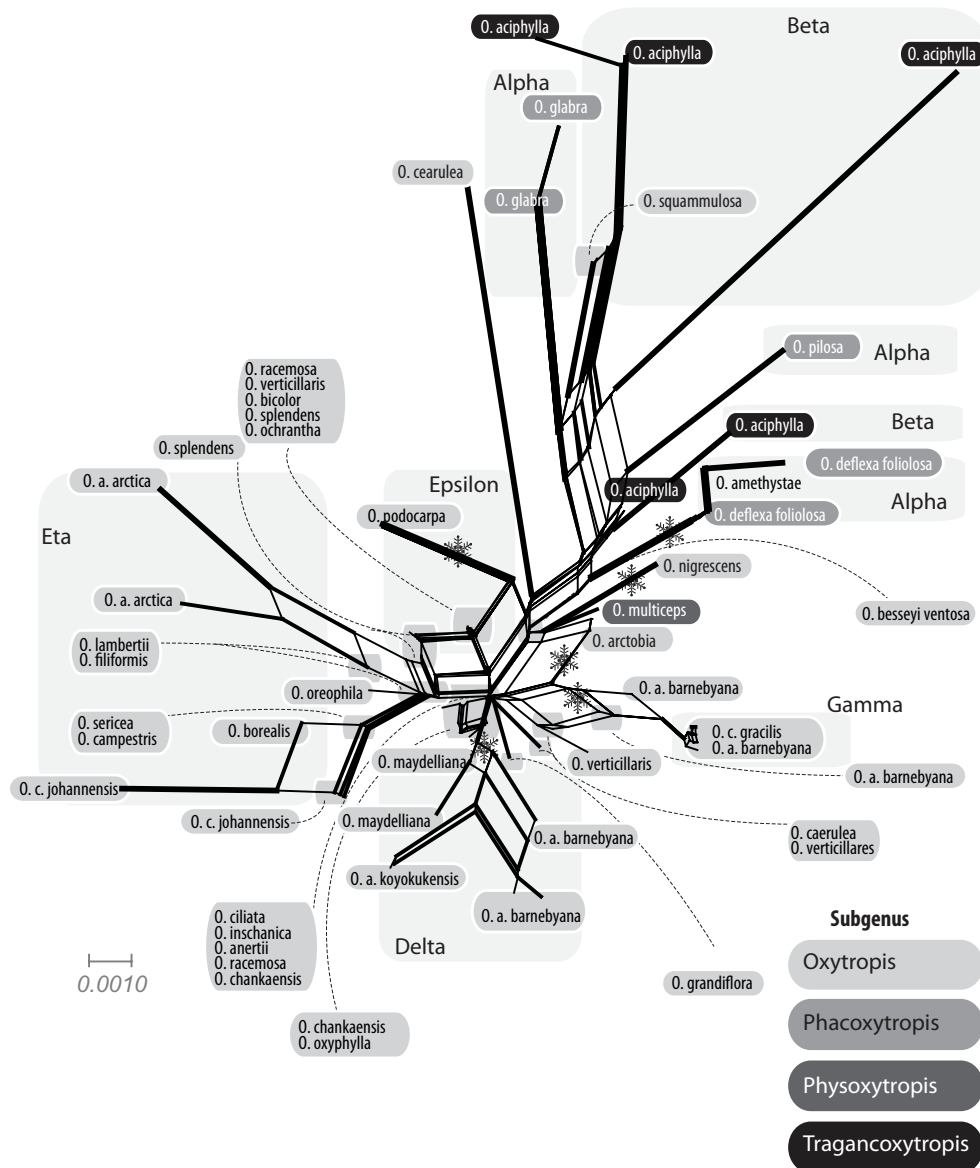 O. aciphylla
Beta
O. aciphylla
O. aciphylla
Alpha
O. glabra
O. cearulea
O. glabra
O. squammulosa
O. pilosa
Alpha
O. racemosa
O. verticillaris
O. bicolor
O. splendens
O. ochrantha
O. aciphylla
Beta
O. splendens
O. deflexa foliolosa
O. a. arctica
Epsilon
O. aciphylla
O. amethystae
Alpha
O. podocarpa
O. deflexa foliolosa
Eta
O. nigrescens
O. a. arctica
O. multiceps
O. besseyi ventosa
O. lambertii
O. filiformis
O. arctobia
O. oreophila
O. a. barnebyana
Gamma
O. sericea
O. campestris
O. borealis
O. c. gracilis
O. a. barnebyana
O. maydelliana
O. verticillaris
O. a. barnebyana
O. c. johannensis
O. c. johannensis
O. maydelliana
O. a. barnebyana
O. caerulea
O. verticillares
O. a. koyokukensis
O. a. barnebyana
O. ciliata
O. inschanica
O. anertii
O. racemosa
O. chankaensis
Delta
O. grandiflora
0.0010
O. chankaensis
O. oxyphylla
Subgenus
Oxytropis
Phacoxytropis
Physoxytropis
Tragancoxytropis